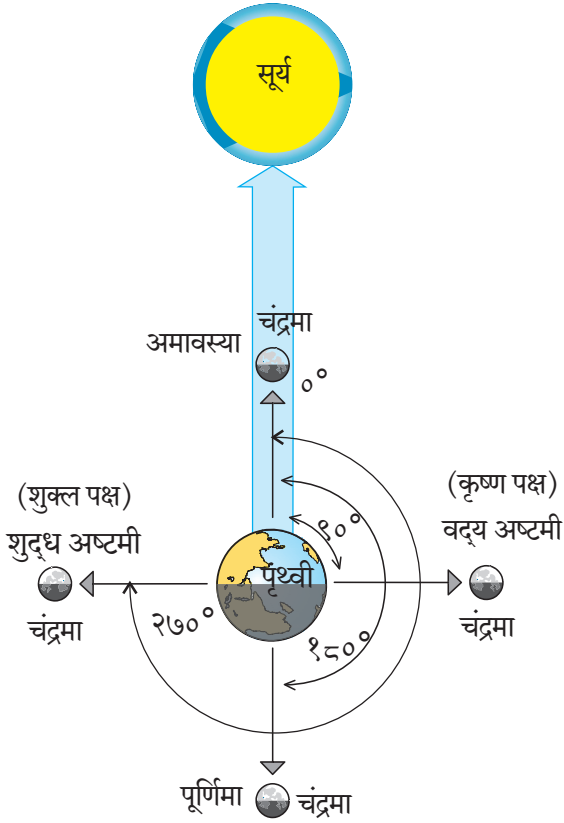 सूर्य
चंद्रमा
अमावस्या
०°
(शुक्ल पक्ष)
शुद्ध अष्टमी
(कृष्ण पक्ष)
वद्य अष्टमी
९०°
पृथ्वी
चंद्रमा
२७०°
१८०°
चंद्रमा
पूर्णिमा
चंद्रमा